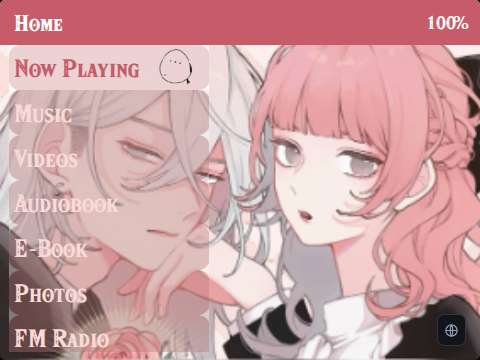 Home
100%
Now Playing
Music
Videos
Audiobook
E-Book
Photos
FM Radio